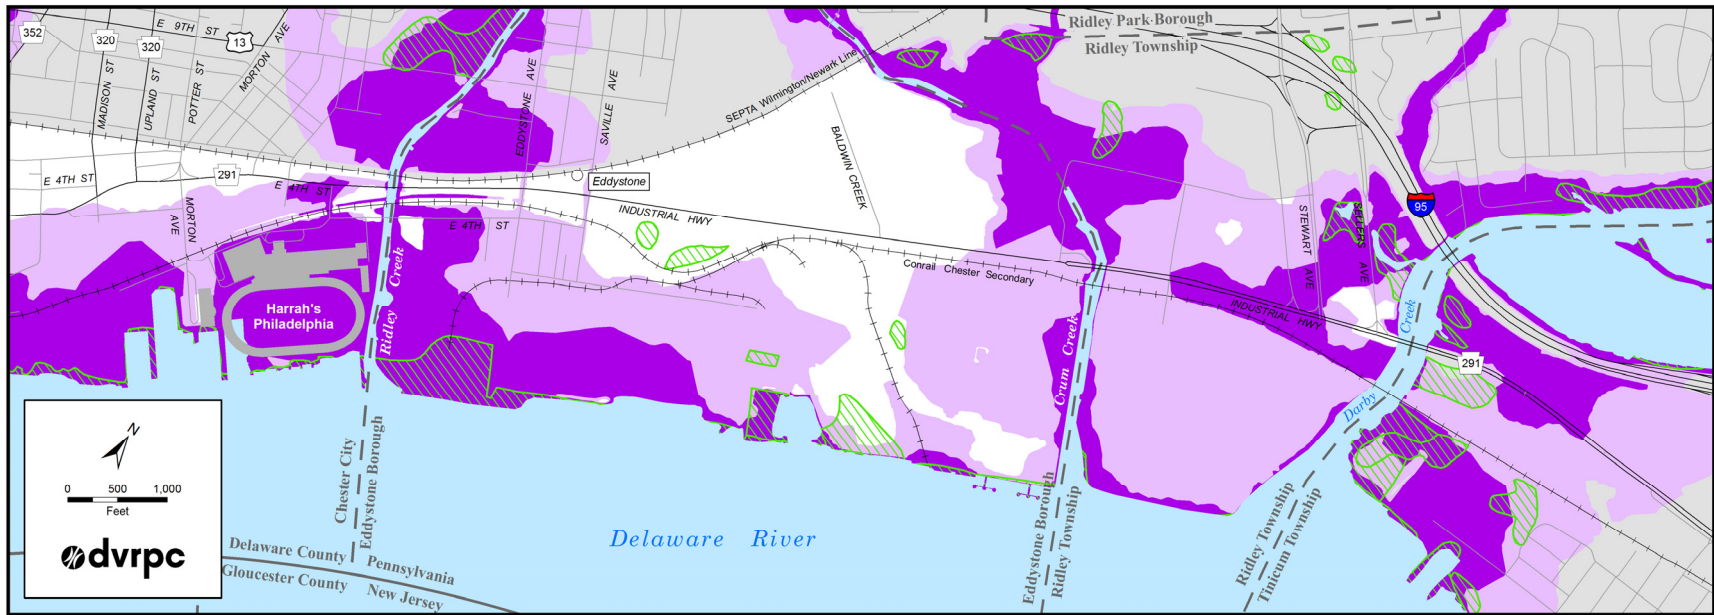 352
320
320
E 9TH ST
13
MADISON ST
UPLAND ST
POTTER ST
MORTON AVE
EDDYSTONE AVE
SAVILLE AVE
SEPTA Wilmington/Newark Line
BALDWIN CREEK
Ridley Park Borough
Ridley Township
E 4TH ST
291
E 4TH ST
Eddystone
MORTON AVE
E 4TH ST
INDUSTRIAL HWY
Conrail Chester Secondary
STEWART AVE
SELLERS AVE
95
INDUSTRIAL HWY
291
Harrah's
Philadelphia
Ridley Creek
Crum Creek
Darby Creek
N
0 500 1,000
Feet
dvrpc
Chester City
Eddystone Borough
Delaware County Pennsylvania
Gloucester County New Jersey
Delaware River
Eddystone Borough
Ridley Township
Ridley Township
Tinicum Township